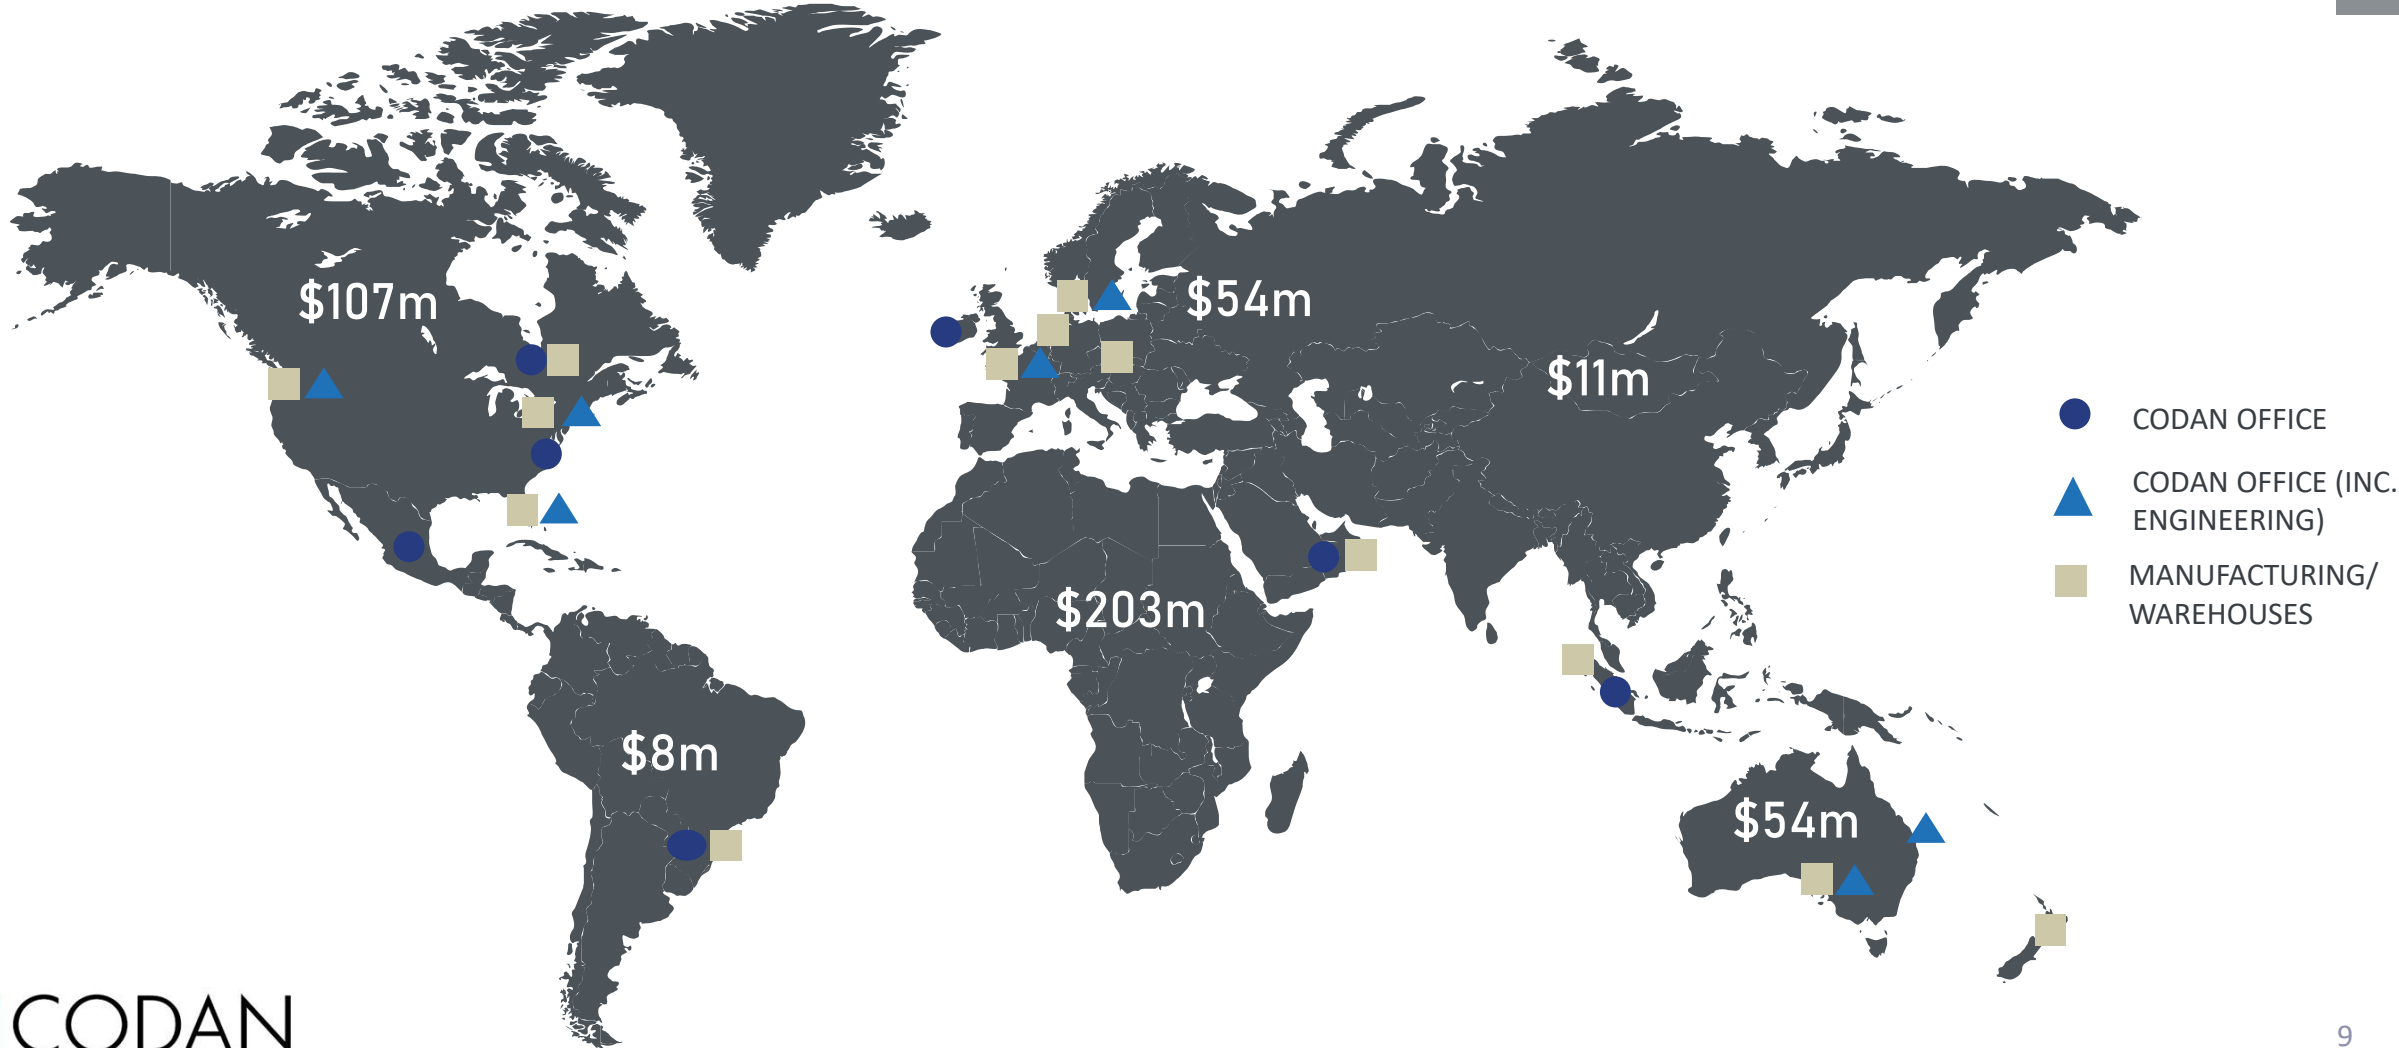 $107m
$54m
$11m
$203m
$8m
$54m
CODAN OFFICE
CODAN OFFICE (INC.
ENGINEERING)
MANUFACTURING/
WAREHOUSES
CODAN
9